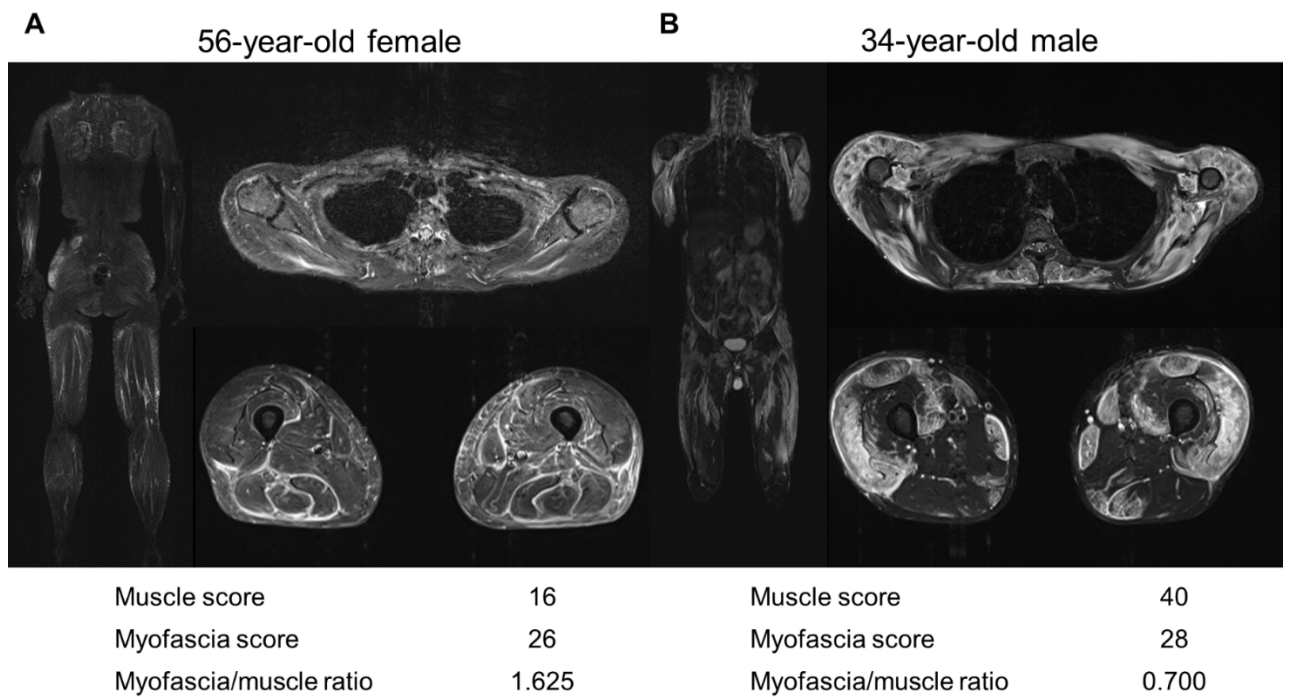 A
56-year-old female
B
34-year-old male
Muscle score 16
Myofascia score 26
Myofascia/muscle ratio 1.625
Muscle score 40
Myofascia score 28
Myofascia/muscle ratio 0.700